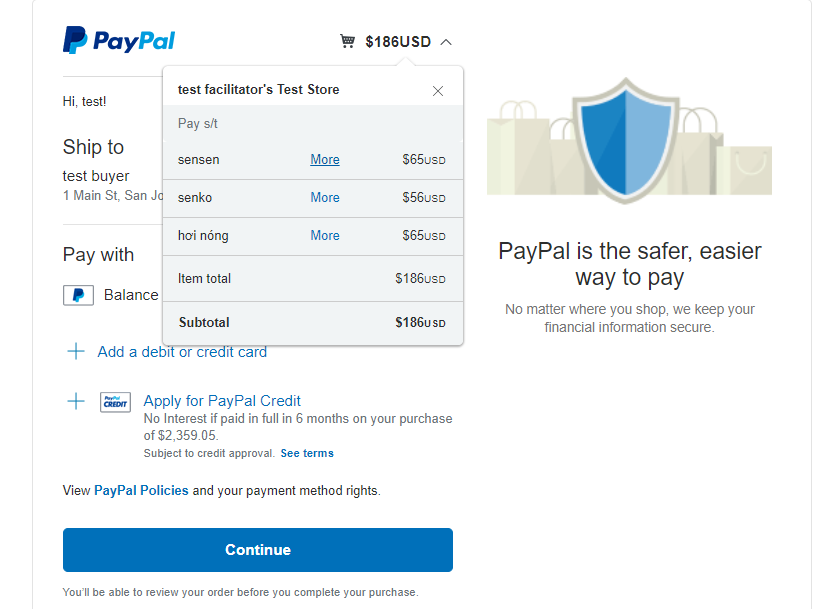 PayPal
$186USD
test facilitator's Test Store
Hi, test!
Pay s/t
Ship to
sensen More $65USD
test buyer
1 Main St, San
senko More $56USD
hơi nóng More $65USD
Pay with
Item total $186USD
Balance
Subtotal $186USD
Add a debit or credit card
PayPal CREDIT
Apply for PayPal Credit
No Interest if paid in full in 6 months on your purchase
of $2,359.05.
Subject to credit approval. See terms
View PayPal Policies and your payment method rights.
Continue
You'll be able to review your order before you complete your purchase.
PayPal is the safer, easier
way to pay
No matter where you shop, we keep your
financial information secure.